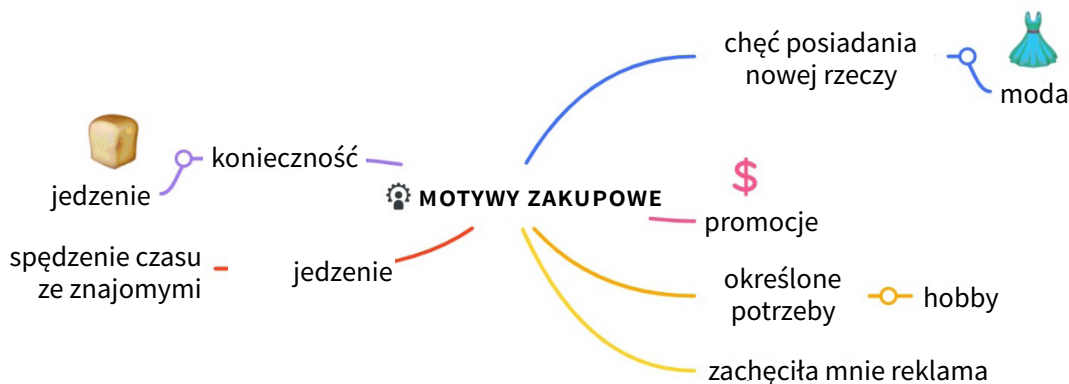 MOTYWY ZAKUPOWE
chęć posiadania
nowej rzeczy
moda
$
promocje
określone
potrzeby
hobby
zachęciła mnie reklama
konieczność
jedzenie
jedzenie
spędzenie czasu
ze znajomymi